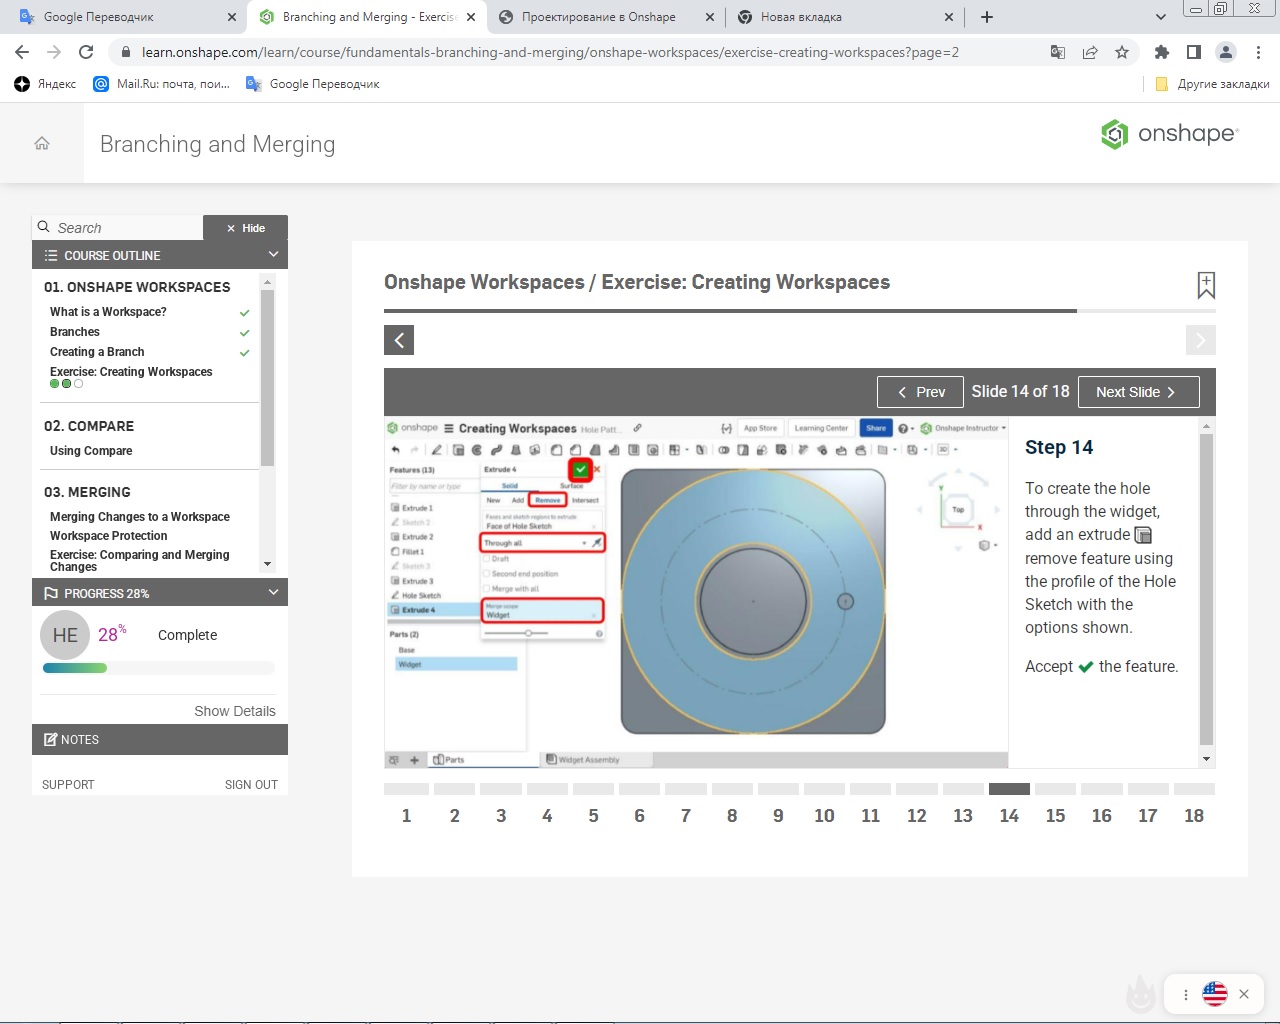 Google Переводчик
Branching and Merging - Exercise
Проектирование в Onshape
Новая вкладка
learn.onshape.com/learn/course/fundamentals-branching-and-merging/onshape-workspaces/exercise-creating-workspaces?page=2
Яндекс
Mail.Ru: почта, пои...
Google Переводчик
Другие закладки
Branching and Merging
onshape
Search
Hide
COURSE OUTLINE
01. ONSHAPE WORKSPACES
What is a Workspace?
Branches
Creating a Branch
Exercise: Creating Workspaces
02. COMPARE
Using Compare
03. MERGING
Merging Changes to a Workspace
Workspace Protection
Exercise: Comparing and Merging
Changes
PROGRESS 28%
HE
28%
Complete
Show Details
NOTES
SUPPORT
SIGN OUT
Onshape Workspaces / Exercise: Creating Workspaces
Prev
Slide 14 of 18
Next Slide
onshape
Creating Workspaces
Hole Patt...
App Store
Learning Center
Share
Onshape Instructor
Features (13)
Filter by name or type
Extrude 1
Sketch 2
Extrude 2
Fillet 1
Sketch 3
Extrude 3
Hole Sketch
Extrude 4
Parts (2)
Base
Widget
Extrude 4
Solid
Surface
New
Add
Remove
Intersect
Faces and sketch regions to extrude
Face of Hole Sketch
Through all
Draft
Second end position
Merge with all
Merge scope
Widget
Top
Y
X
3D
Parts
Widget Assembly
Step 14
To create the hole
through the widget,
add an extrude
remove feature using
the profile of the Hole
Sketch with the
options shown.
Accept the feature.
1 2 3 4 5 6 7 8 9 10 11 12 13 14 15 16 17 18